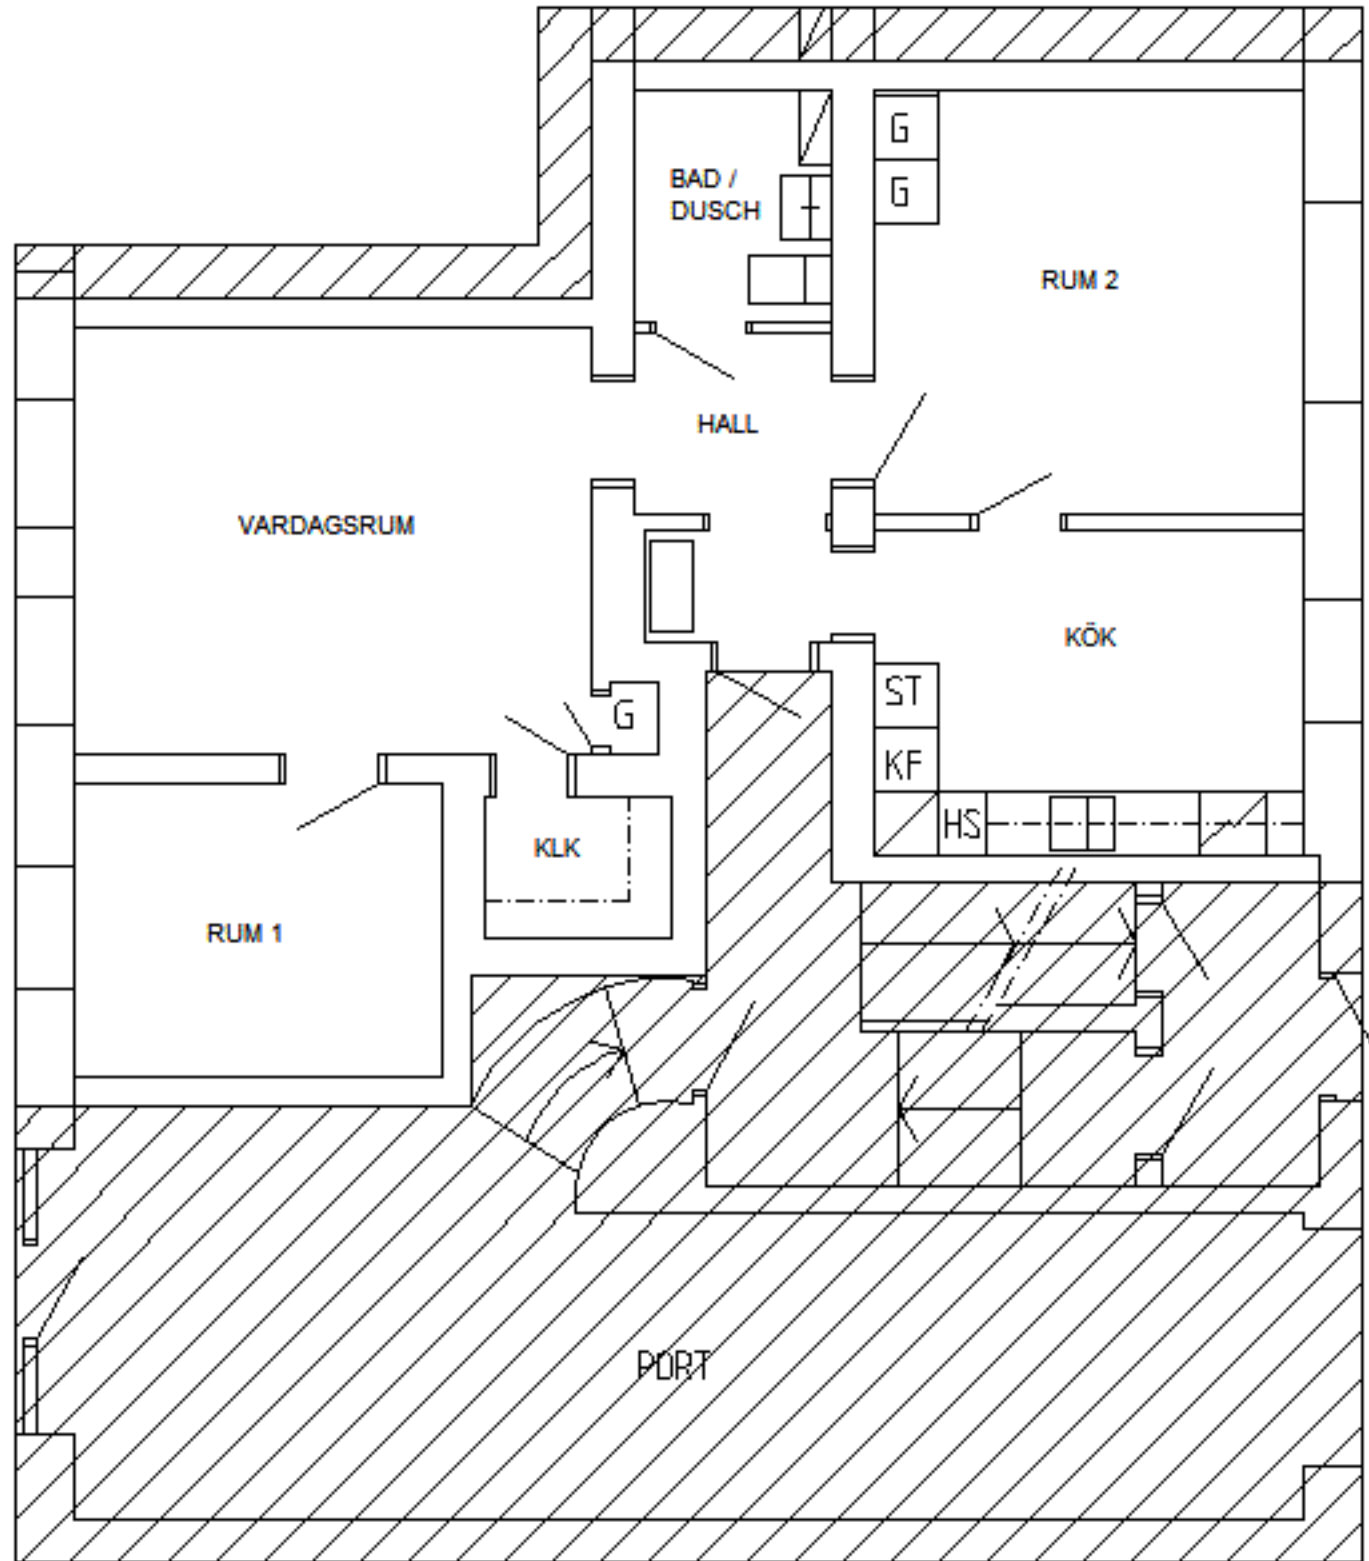 G
BAD /
DUSCH
G
RUM 2
HALL
VARDAGSRUM
KÖK
ST
G
KF
HS
KLK
RUM 1
PORT